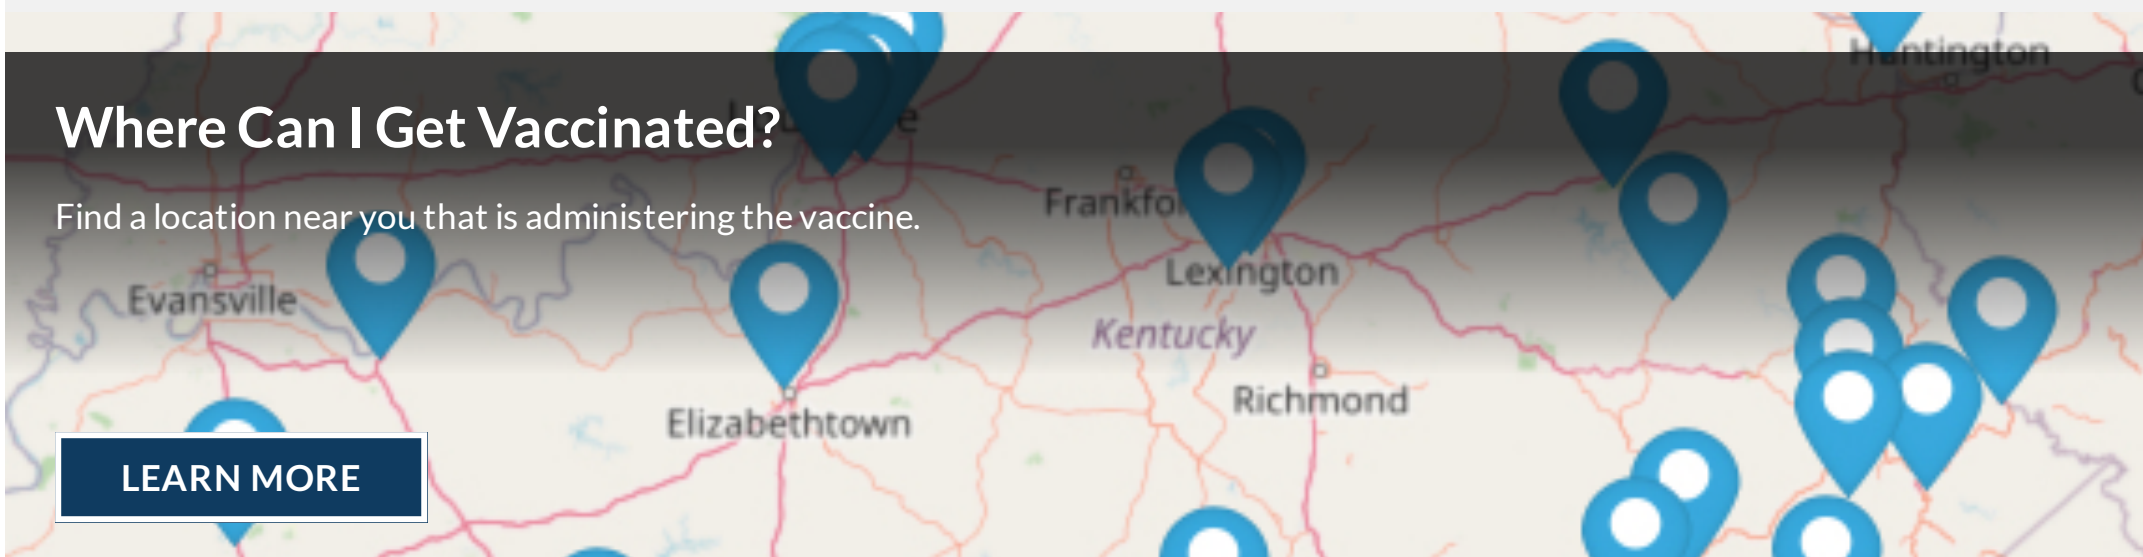 Huntington
Where Can I Get Vaccinated?
Find a location near you that is administering the vaccine.
Lexington
Evansville
Kentucky
Richmond
Elizabethtown
LEARN MORE